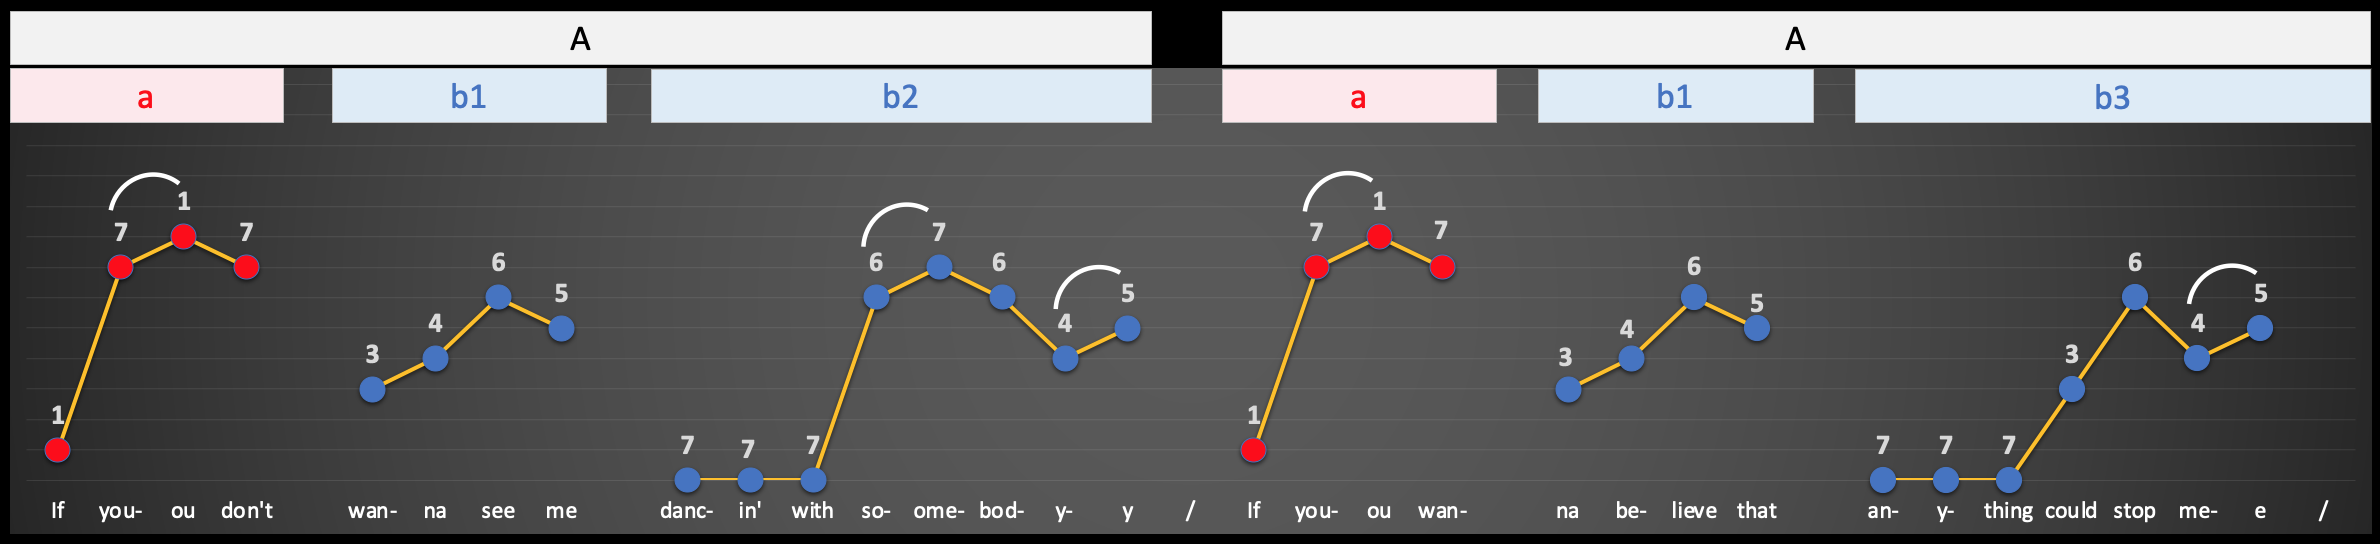 A A
a b1 b2 a b1 b3
1 7 1 7 3 4 6 5 7 7 7 6 7 6 4 5 1 7 1 7 3 4 6 5 7 7 7 3 6 4 5
If you- ou don't wan- na see me danc- in' with so- ome- bod- y- y / If you- ou wan- na be- lieve that an- y- thing could stop me- e /